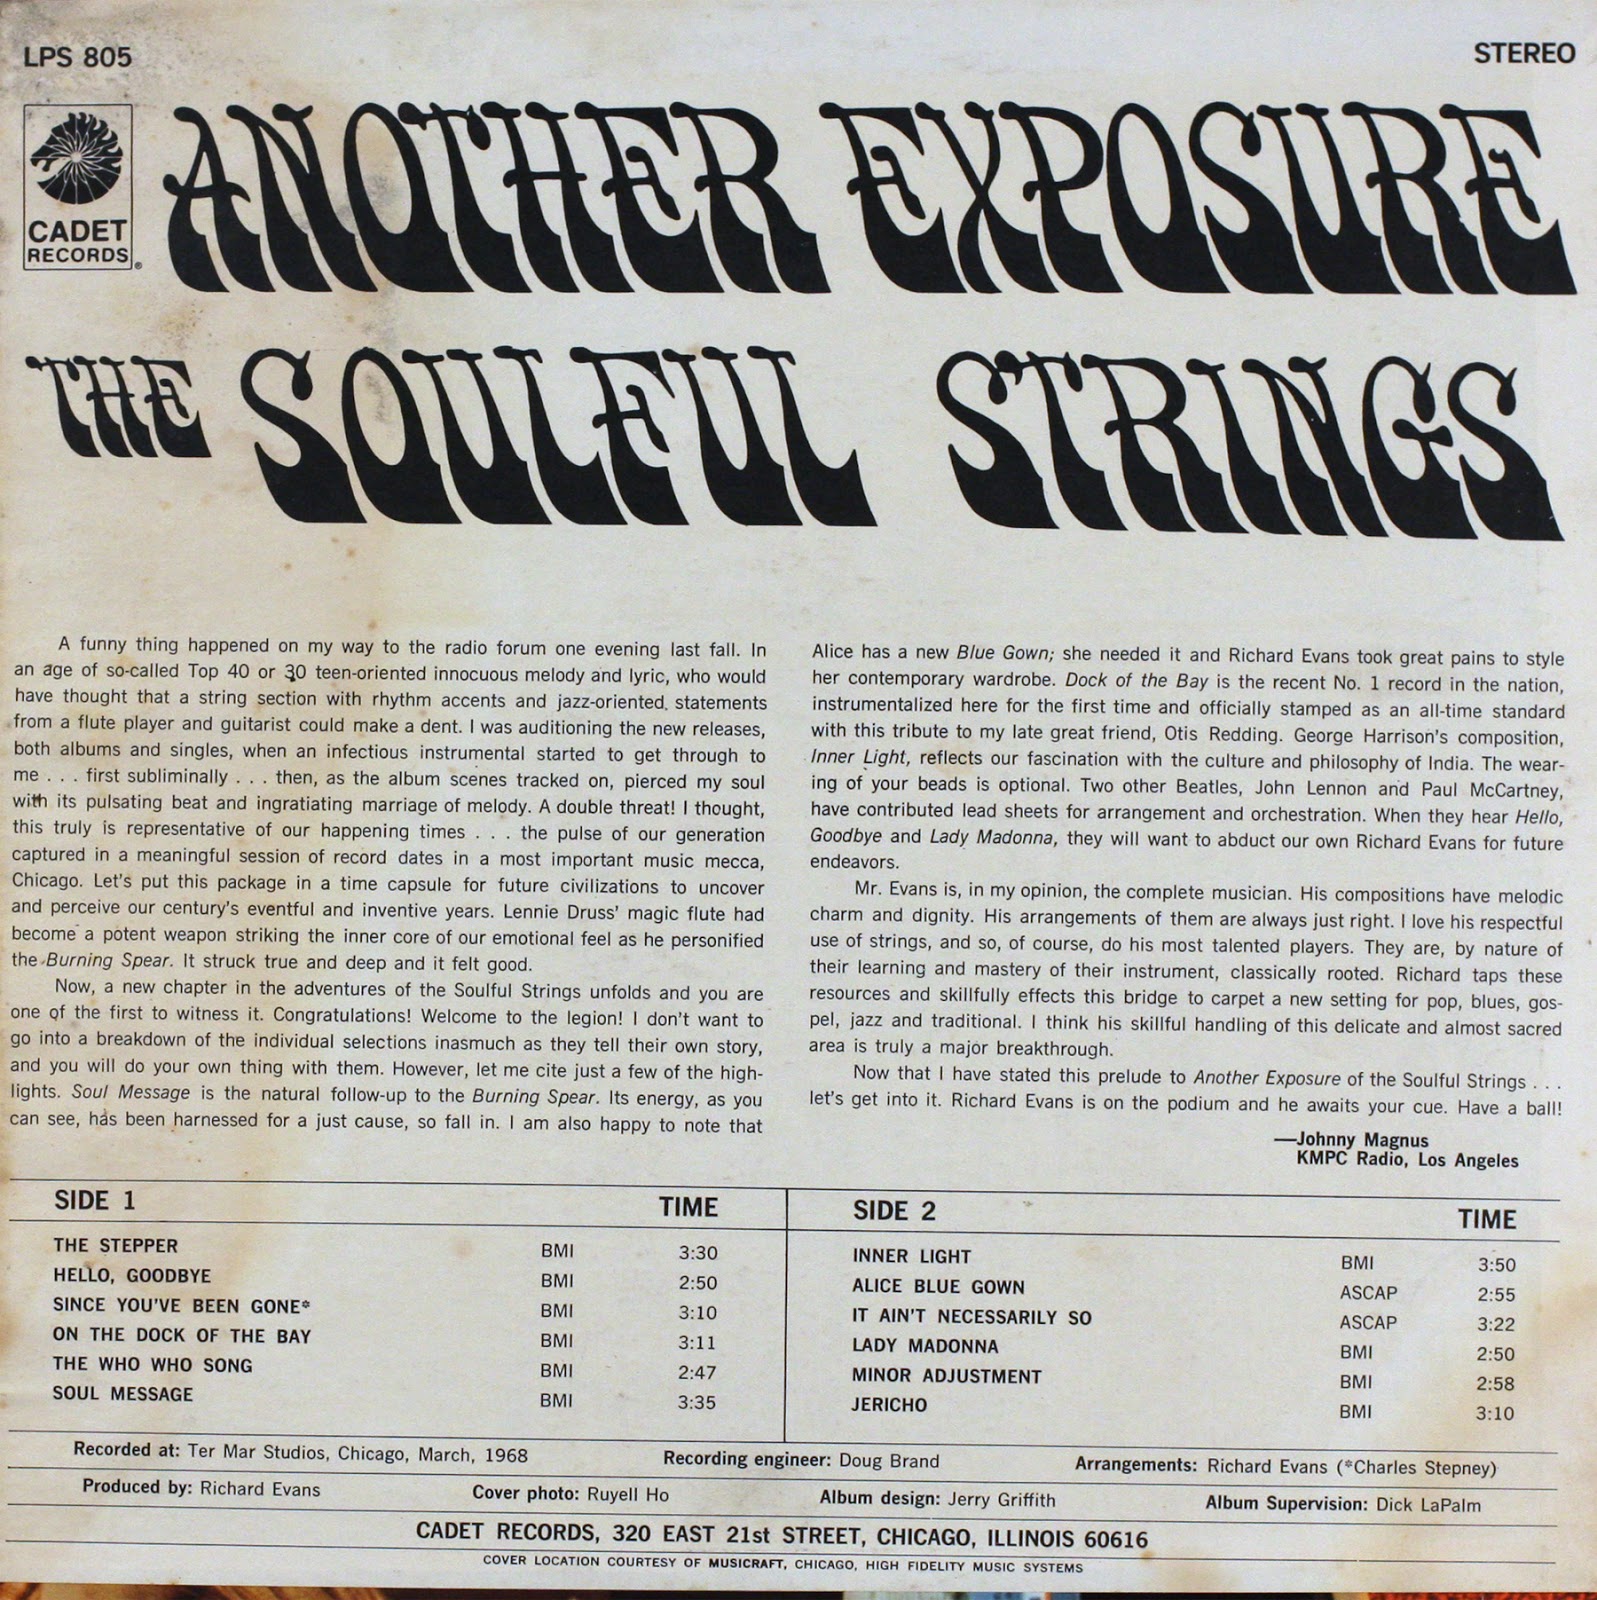 LPS 805
STEREO
CADET
RECORDS®
ANOTHER EXPOSURE
THE SOULFUL STRINGS
A funny thing happened on my way to the radio forum one evening last fall. In
an age of so-called Top 40 or 30 teen-oriented innocuous melody and lyric, who would
have thought that a string section with rhythm accents and jazz-oriented statements
from a flute player and guitarist could make a dent. I was auditioning the new releases,
both albums and singles, when an infectious instrumental started to get through to
me . . . first subliminally . . . then, as the album scenes tracked on, pierced my soul
with its pulsating beat and ingratiating marriage of melody. A double threat! I thought,
this truly is representative of our happening times . . . the pulse of our generation
captured in a meaningful session of record dates in a most important music mecca,
Chicago. Let's put this package in a time capsule for future civilizations to uncover
and perceive our century's eventful and inventive years. Lennie Druss' magic flute had
become a potent weapon striking the inner core of our emotional feel as he personified
the Burning Spear. It struck true and deep and it felt good.
Now, a new chapter in the adventures of the Soulful Strings unfolds and you are
one of the first to witness it. Congratulations! Welcome to the legion! I don't want to
go into a breakdown of the individual selections inasmuch as they tell their own story,
and you will do your own thing with them. However, let me cite just a few of the high-
lights. Soul Message is the natural follow-up to the Burning Spear. Its energy, as you
can see, has been harnessed for a just cause, so fall in. I am also happy to note that
Alice has a new Blue Gown; she needed it and Richard Evans took great pains to style
her contemporary wardrobe. Dock of the Bay is the recent No. 1 record in the nation,
instrumentalized here for the first time and officially stamped as an all-time standard
with this tribute to my late great friend, Otis Redding. George Harrison's composition,
Inner Light, reflects our fascination with the culture and philosophy of India. The wear-
ing of your beads is optional. Two other Beatles, John Lennon and Paul McCartney,
have contributed lead sheets for arrangement and orchestration. When they hear Hello,
Goodbye and Lady Madonna, they will want to abduct our own Richard Evans for future
endeavors.
Mr. Evans is, in my opinion, the complete musician. His compositions have melodic
charm and dignity. His arrangements of them are always just right. I love his respectful
use of strings, and so, of course, do his most talented players. They are, by nature of
their learning and mastery of their instrument, classically rooted. Richard taps these
resources and skillfully effects this bridge to carpet a new setting for pop, blues, gos-
pel, jazz and traditional. I think his skillful handling of this delicate and almost sacred
area is truly a major breakthrough.
Now that I have stated this prelude to Another Exposure of the Soulful Strings . . .
let's get into it. Richard Evans is on the podium and he awaits your cue. Have a ball!
—Johnny Magnus
KMPC Radio, Los Angeles
SIDE 1 TIME
THE STEPPER BMI 3:30
HELLO, GOODBYE BMI 2:50
SINCE YOU'VE BEEN GONE* BMI 3:10
ON THE DOCK OF THE BAY BMI 3:11
THE WHO WHO SONG BMI 2:47
SOUL MESSAGE BMI 3:35
SIDE 2 TIME
INNER LIGHT BMI 3:50
ALICE BLUE GOWN ASCAP 2:55
IT AIN'T NECESSARILY SO ASCAP 3:22
LADY MADONNA BMI 2:50
MINOR ADJUSTMENT BMI 2:58
JERICHO BMI 3:10
Recorded at: Ter Mar Studios, Chicago, March, 1968 Recording engineer: Doug Brand Arrangements: Richard Evans (*Charles Stepney)
Produced by: Richard Evans Cover photo: Ruyell Ho Album design: Jerry Griffith Album Supervision: Dick LaPalm
CADET RECORDS, 320 EAST 21st STREET, CHICAGO, ILLINOIS 60616
COVER LOCATION COURTESY OF MUSICRAFT, CHICAGO, HIGH FIDELITY MUSIC SYSTEMS